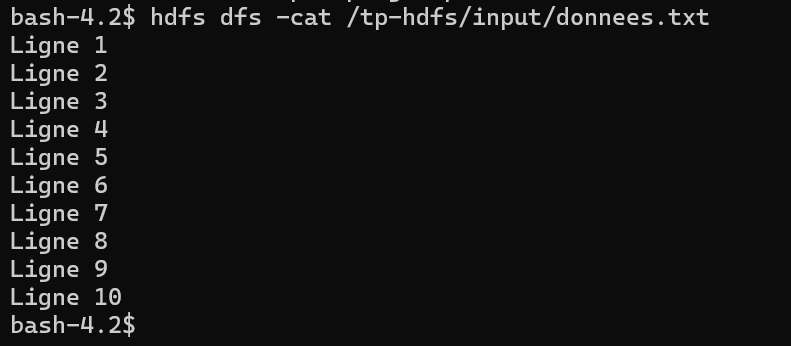 bash-4.2$ hdfs dfs -cat /tp-hdfs/input/donnees.txt
Ligne 1
Ligne 2
Ligne 3
Ligne 4
Ligne 5
Ligne 6
Ligne 7
Ligne 8
Ligne 9
Ligne 10
bash-4.2$